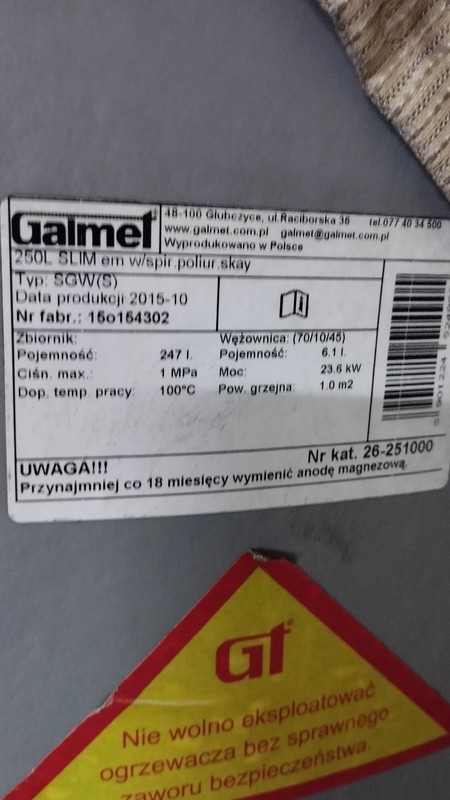 Galmet
48-100 Głubczyce, ul.Raciborska 36 tel.077 40 34 500
www.galmet.com.pl galmet@galmet.com.pl
Wyprodukowano w Polsce
250L SLIM em w/spir.poliur.skay
Typ: SGW(S)
Data produkcji 2015-10
Nr fabr.: 15o154302
Zbiornik: Wężownica: (70/10/45)
Pojemność: 247 l. Pojemność: 6.1 l.
Ciśn. max.: 1 MPa Moc: 23.6 kW
Dop. temp. pracy: 100°C Pow. grzejna: 1.0 m2
Nr kat. 26-251000
UWAGA!!!
Przynajmniej co 18 miesięcy wymienić anodę magnezową.
5 901224
Gt
Nie wolno eksploatować
ogrzewacza bez sprawnego
zaworu bezpieczeństwa.